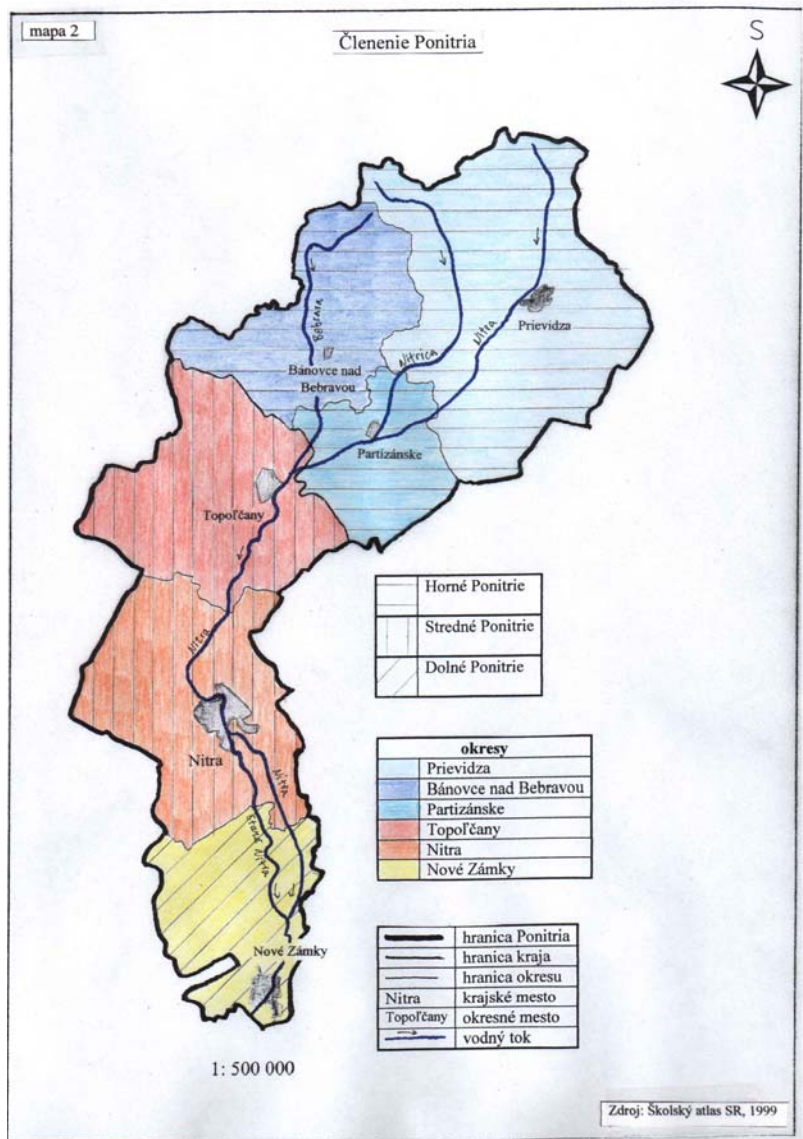 mapa 2
Členenie Ponitria
S
Bebrava
Nitrica
Nitra
Prievidza
Bánovce nad
Bebravou
Partizánske
Topoľčany
Nitra
Nitra
Nitra
Stará Nitra
Nové Zámky
Horné Ponitrie
Stredné Ponitrie
Dolné Ponitrie
okresy
Prievidza
Bánovce nad Bebravou
Partizánske
Topoľčany
Nitra
Nové Zámky
hranica Ponitria
hranica kraja
hranica okresu
Nitra krajské mesto
Topoľčany okresné mesto
vodný tok
1: 500 000
Zdroj: Školský atlas SR, 1999